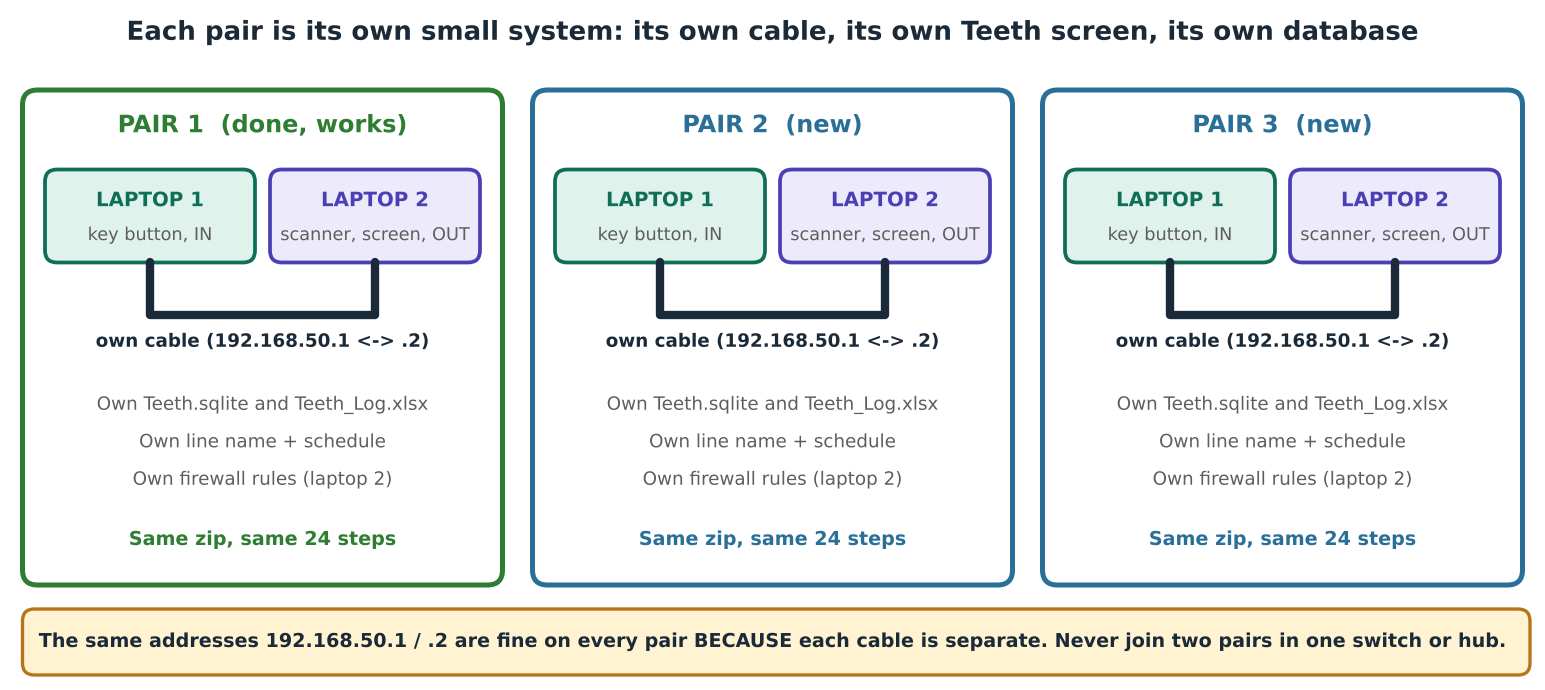 Each pair is its own small system: its own cable, its own Teeth screen, its own database
PAIR 1 (done, works)
LAPTOP 1
key button, IN
LAPTOP 2
scanner, screen, OUT
own cable (192.168.50.1 <-> .2)
Own Teeth.sqlite and Teeth_Log.xlsx
Own line name + schedule
Own firewall rules (laptop 2)
Same zip, same 24 steps
PAIR 2 (new)
LAPTOP 1
key button, IN
LAPTOP 2
scanner, screen, OUT
own cable (192.168.50.1 <-> .2)
Own Teeth.sqlite and Teeth_Log.xlsx
Own line name + schedule
Own firewall rules (laptop 2)
Same zip, same 24 steps
PAIR 3 (new)
LAPTOP 1
key button, IN
LAPTOP 2
scanner, screen, OUT
own cable (192.168.50.1 <-> .2)
Own Teeth.sqlite and Teeth_Log.xlsx
Own line name + schedule
Own firewall rules (laptop 2)
Same zip, same 24 steps
The same addresses 192.168.50.1 / .2 are fine on every pair BECAUSE each cable is separate. Never join two pairs in one switch or hub.